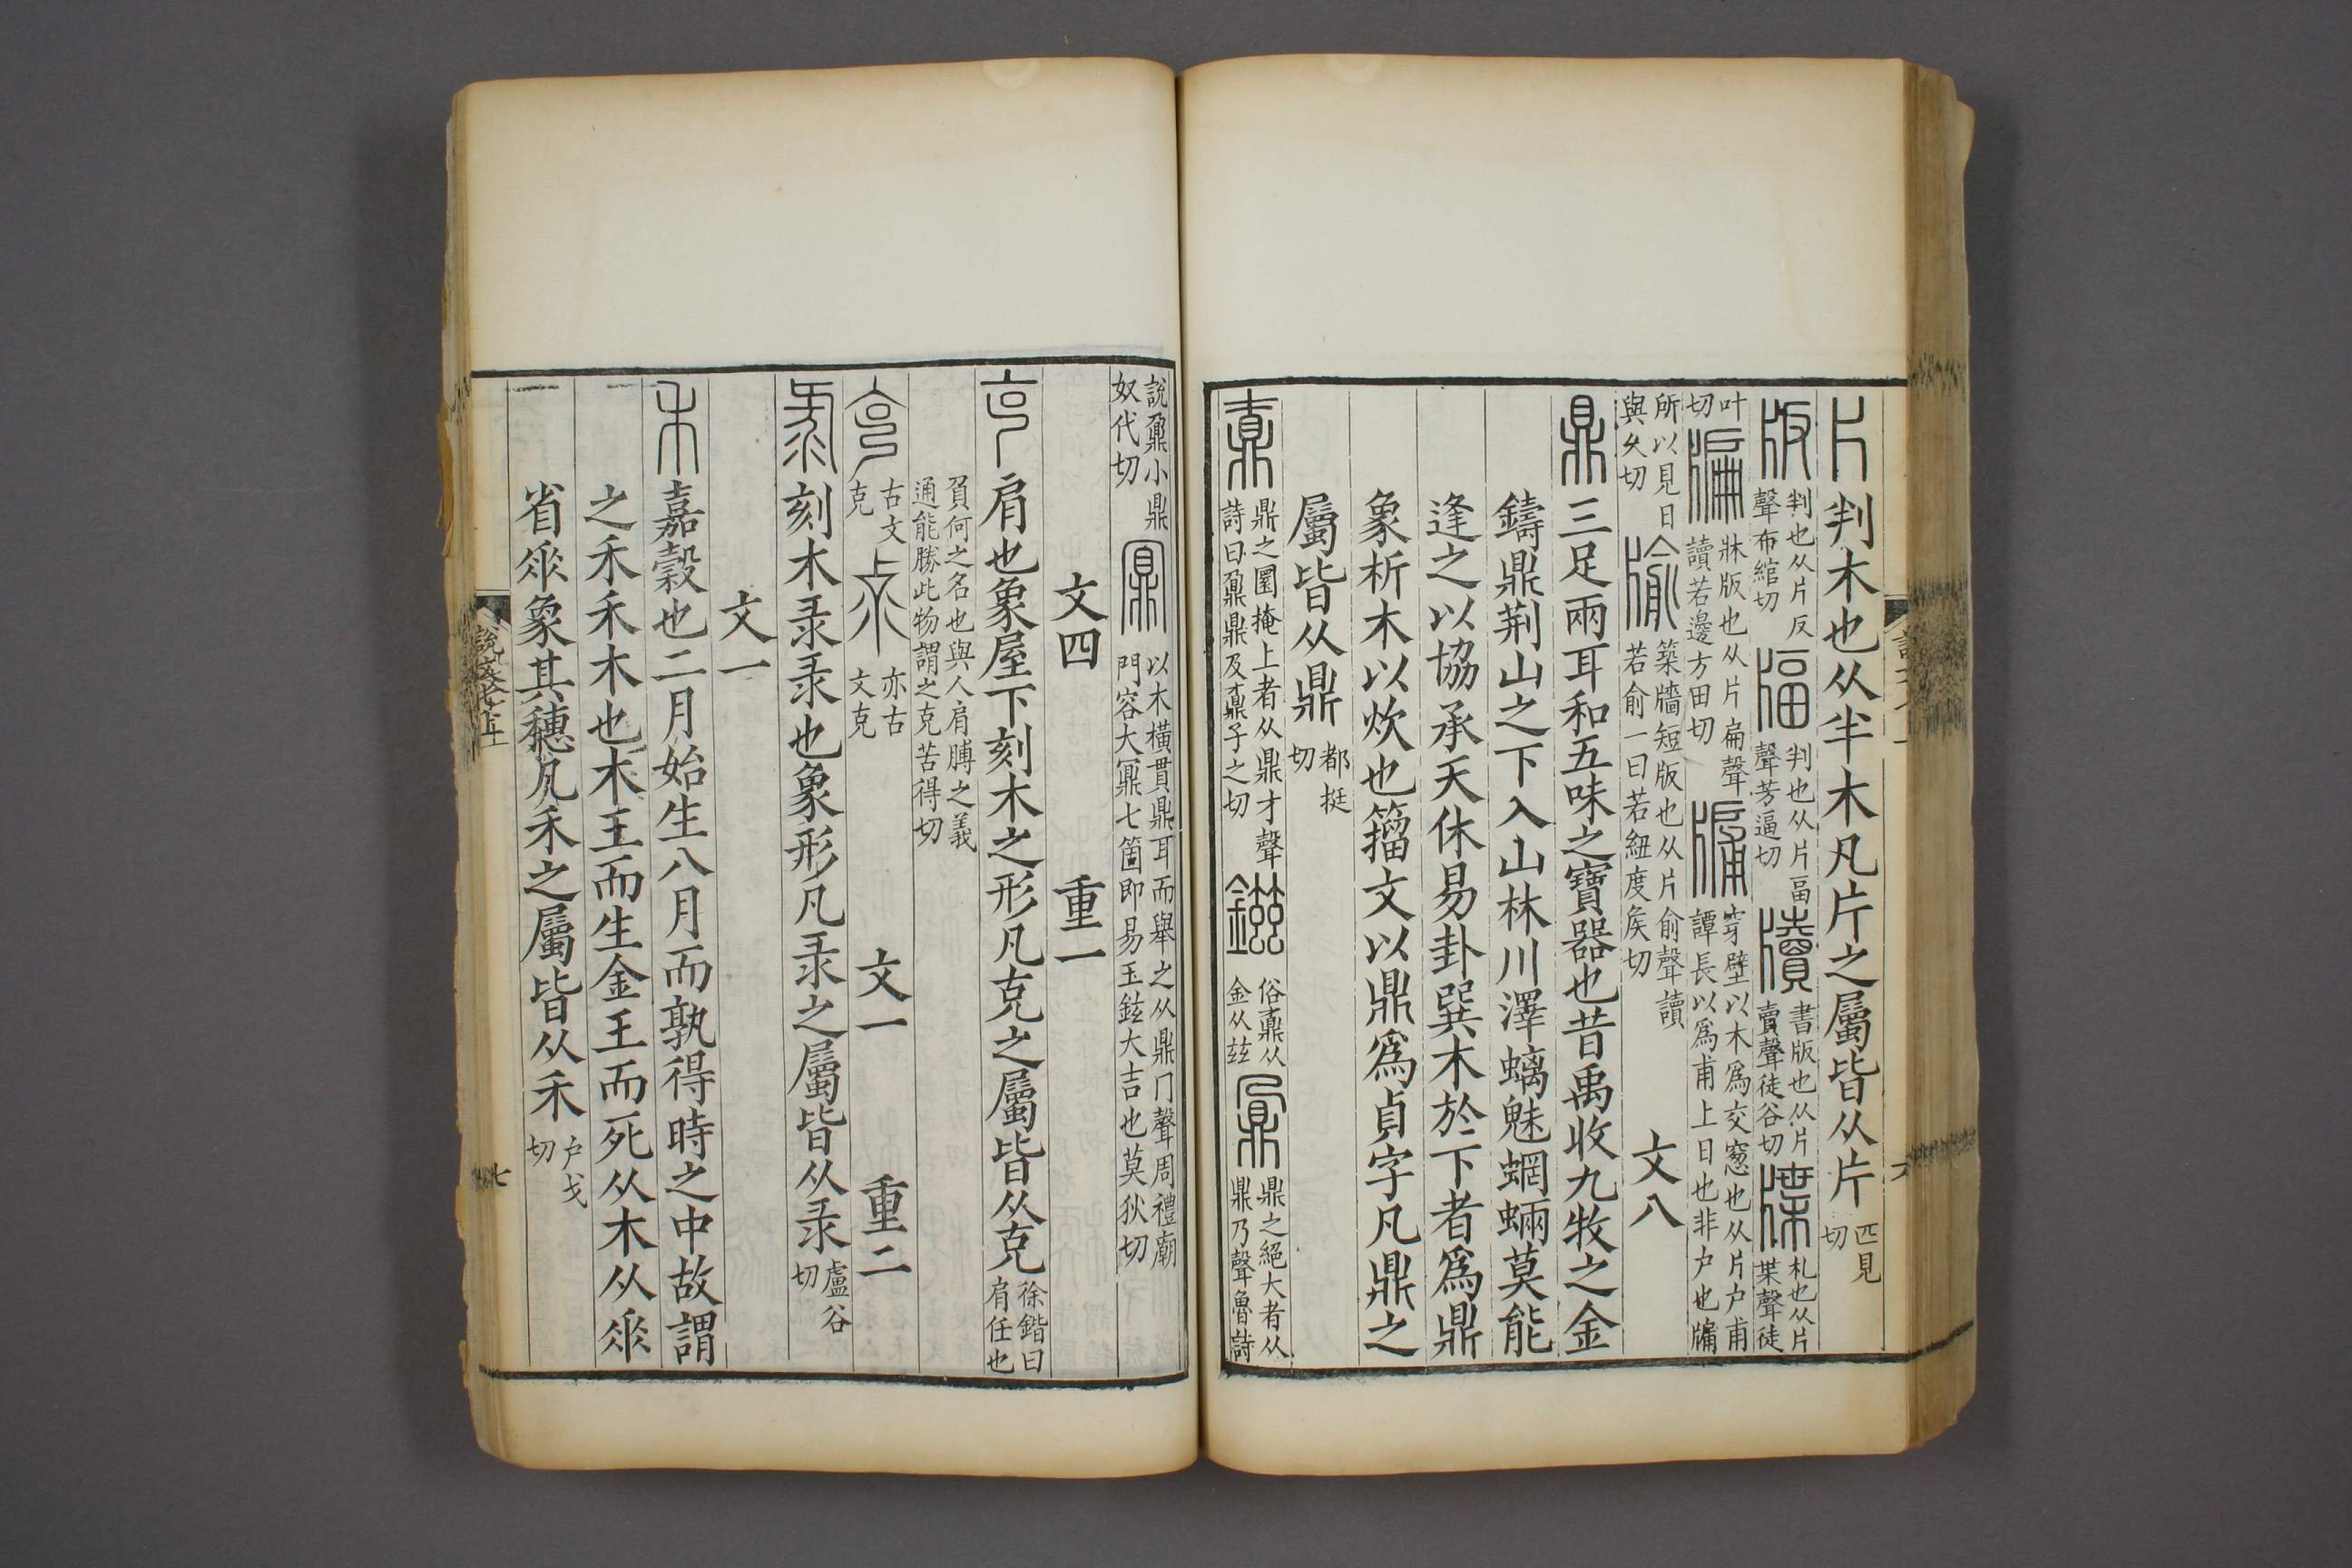 片判木也从半木凡片之屬皆从片匹見切
版判也从片反聲布綰切 𤗚判也从片畐聲芳逼切 牘書版也从片𧶠聲徒谷切 牒札也从片枼聲徒
叶切 牑牀版也从片扁聲讀若邊方田切 牖穿壁以木爲交窓也从片户甫譚長以爲甫上日也非户也牖
所以見日與久切 牏築牆短版也从片俞聲讀若俞一曰若紐度矦切 文八
鼎三足兩耳和五味之寶器也昔禹收九牧之金
鑄鼎荆山之下入山林川澤螭魅蝄蜽莫能
逢之以協承天休易卦巽木於下者爲鼎
象析木以炊也籀文以鼎爲貞字凡鼎之
屬皆从鼎都挺切
鼒鼎之圜掩上者从鼎才聲詩曰鼐鼎及鼒子之切 鎡俗鼒从金从兹 鼐鼎之絕大者从鼎乃聲魯詩
說鼐小鼎奴代切 鼏以木橫貫鼎耳而舉之从鼎冂聲周禮廟門容大鼏七箇即易玉鉉大吉也莫狄切
文四 重一
克肩也象屋下刻木之形凡克之屬皆从克徐鍇曰肩任也
負何之名也與人肩膊之義通能勝此物謂之克苦得切
𠅏古文克 𠧳亦古文克 文一 重二
彔刻木彔彔也象形凡彔之屬皆从彔盧谷切
文一
禾嘉穀也二月始生八月而孰得時之中故謂
之禾禾木也木王而生金王而死从木从𠂹
省𠂹象其穗凡禾之屬皆从禾户戈切
七